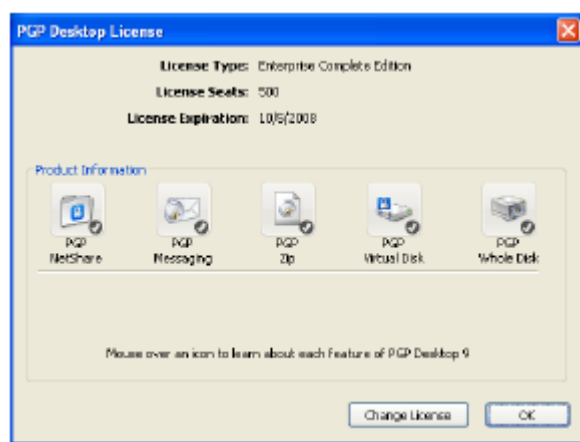 PGP Desktop License
License Type: Enterprise Complete Edition
License Seats: 500
License Expiration: 10/6/2008
Product Information
PGP NetShare
PGP Messaging
PGP Zip
PGP Virtual Disk
PGP Whole Disk
Mouse over an icon to learn about each feature of PGP Desktop 9
Change License
OK